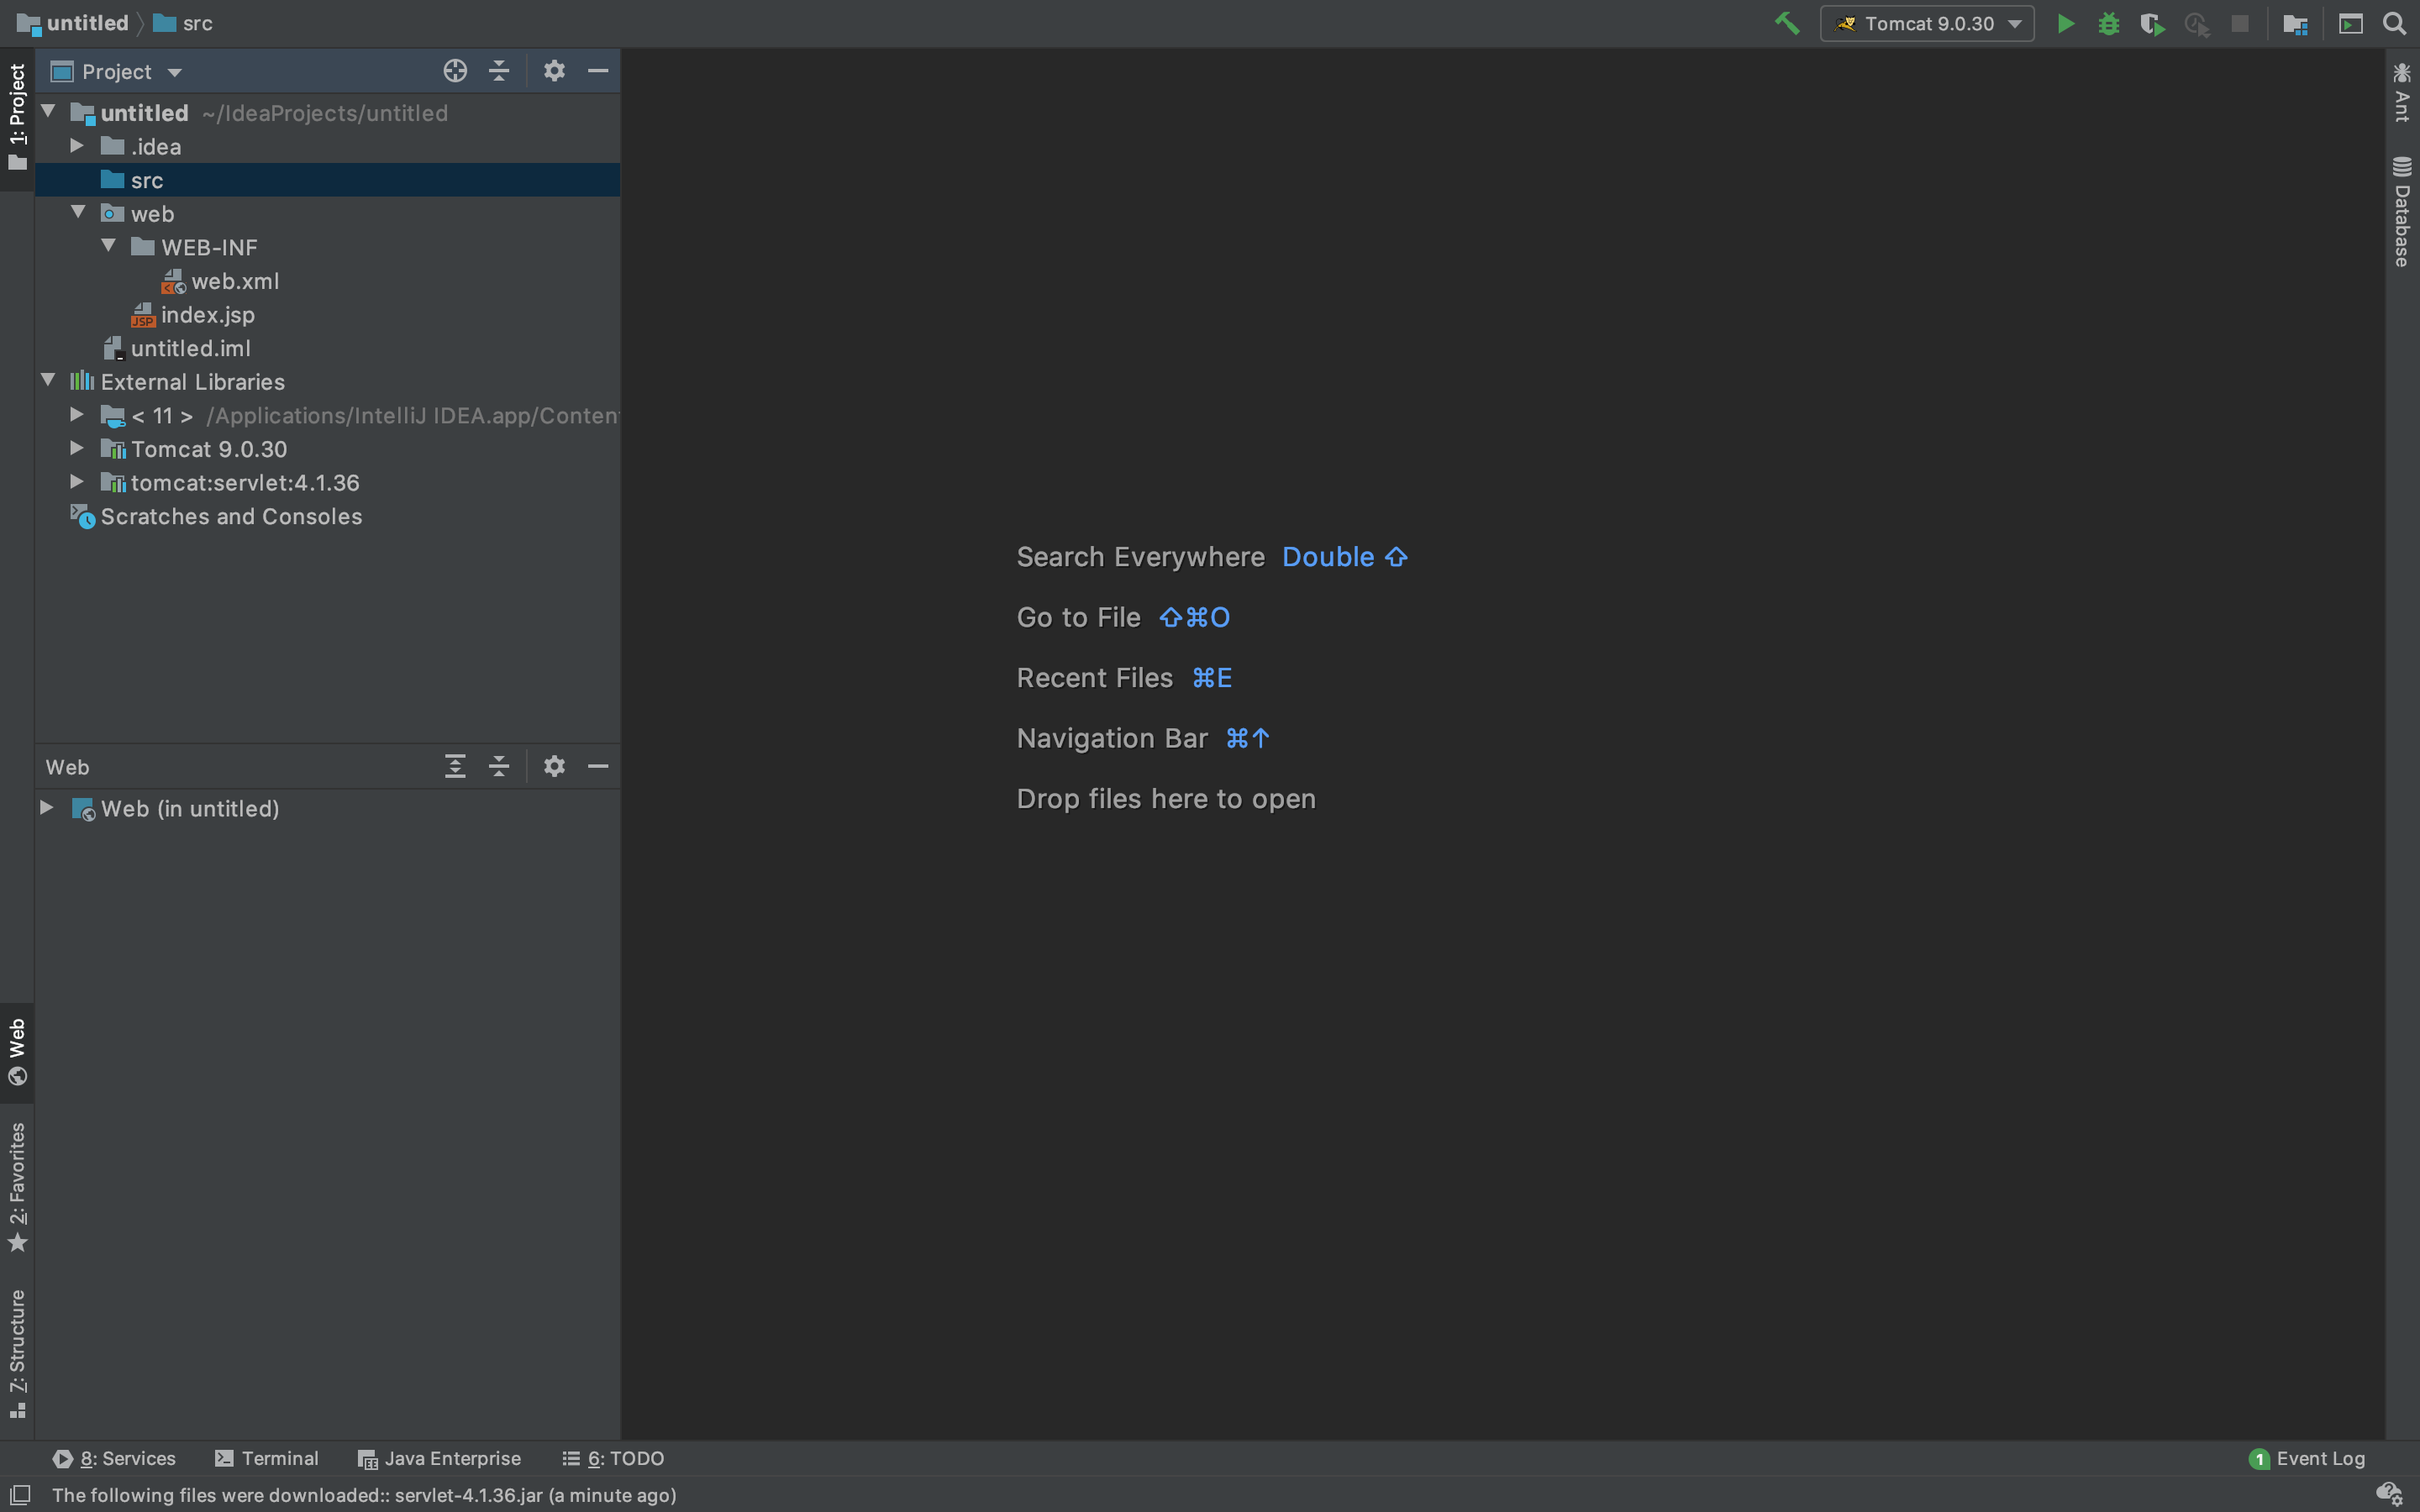 untitled src
Tomcat 9.0.30
1: Project
Project
untitled ~/IdeaProjects/untitled
.idea
src
web
WEB-INF
web.xml
JSP index.jsp
untitled.iml
External Libraries
< 11 > /Applications/IntelliJ IDEA.app/Conten
Tomcat 9.0.30
tomcat:servlet:4.1.36
Scratches and Consoles
Web
Web (in untitled)
Web
2: Favorites
7: Structure
Search Everywhere Double ⇧
Go to File ⇧⌘O
Recent Files ⌘E
Navigation Bar ⌘↑
Drop files here to open
Ant
Database
8: Services Terminal Java Enterprise 6: TODO
1 Event Log
The following files were downloaded:: servlet-4.1.36.jar (a minute ago)